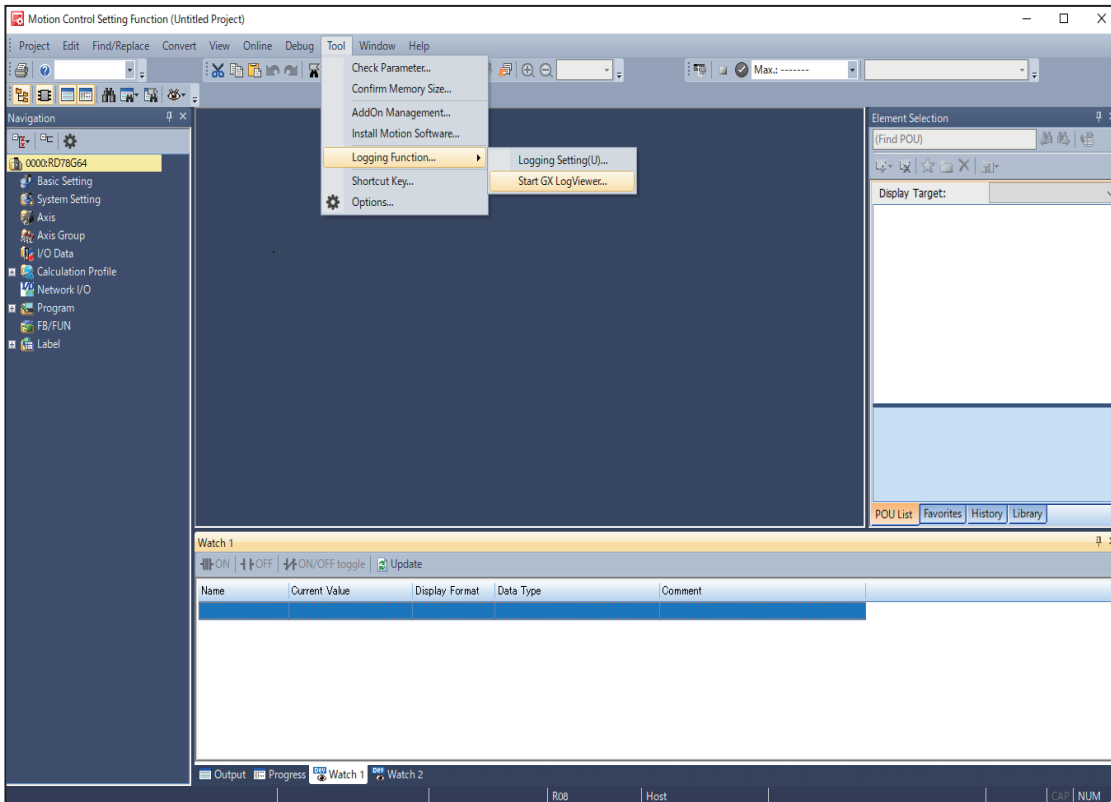 Motion Control Setting Function (Untitled Project)
Project Edit Find/Replace Convert View Online Debug Tool Window Help
Max.: -------
Check Parameter...
Confirm Memory Size...
AddOn Management...
Install Motion Software...
Logging Function...
Shortcut Key...
Options...
Logging Setting(U)...
Start GX LogViewer...
Navigation
0000:RD78G64
Basic Setting
System Setting
Axis
Axis Group
I/O Data
Calculation Profile
Network I/O
Program
FB/FUN
Label
Element Selection
(Find POU)
Display Target:
POU List Favorites History Library
Watch 1
ON OFF ON/OFF toggle Update
Name Current Value Display Format Data Type Comment
Output Progress Watch 1 Watch 2
R08 Host CAP NUM